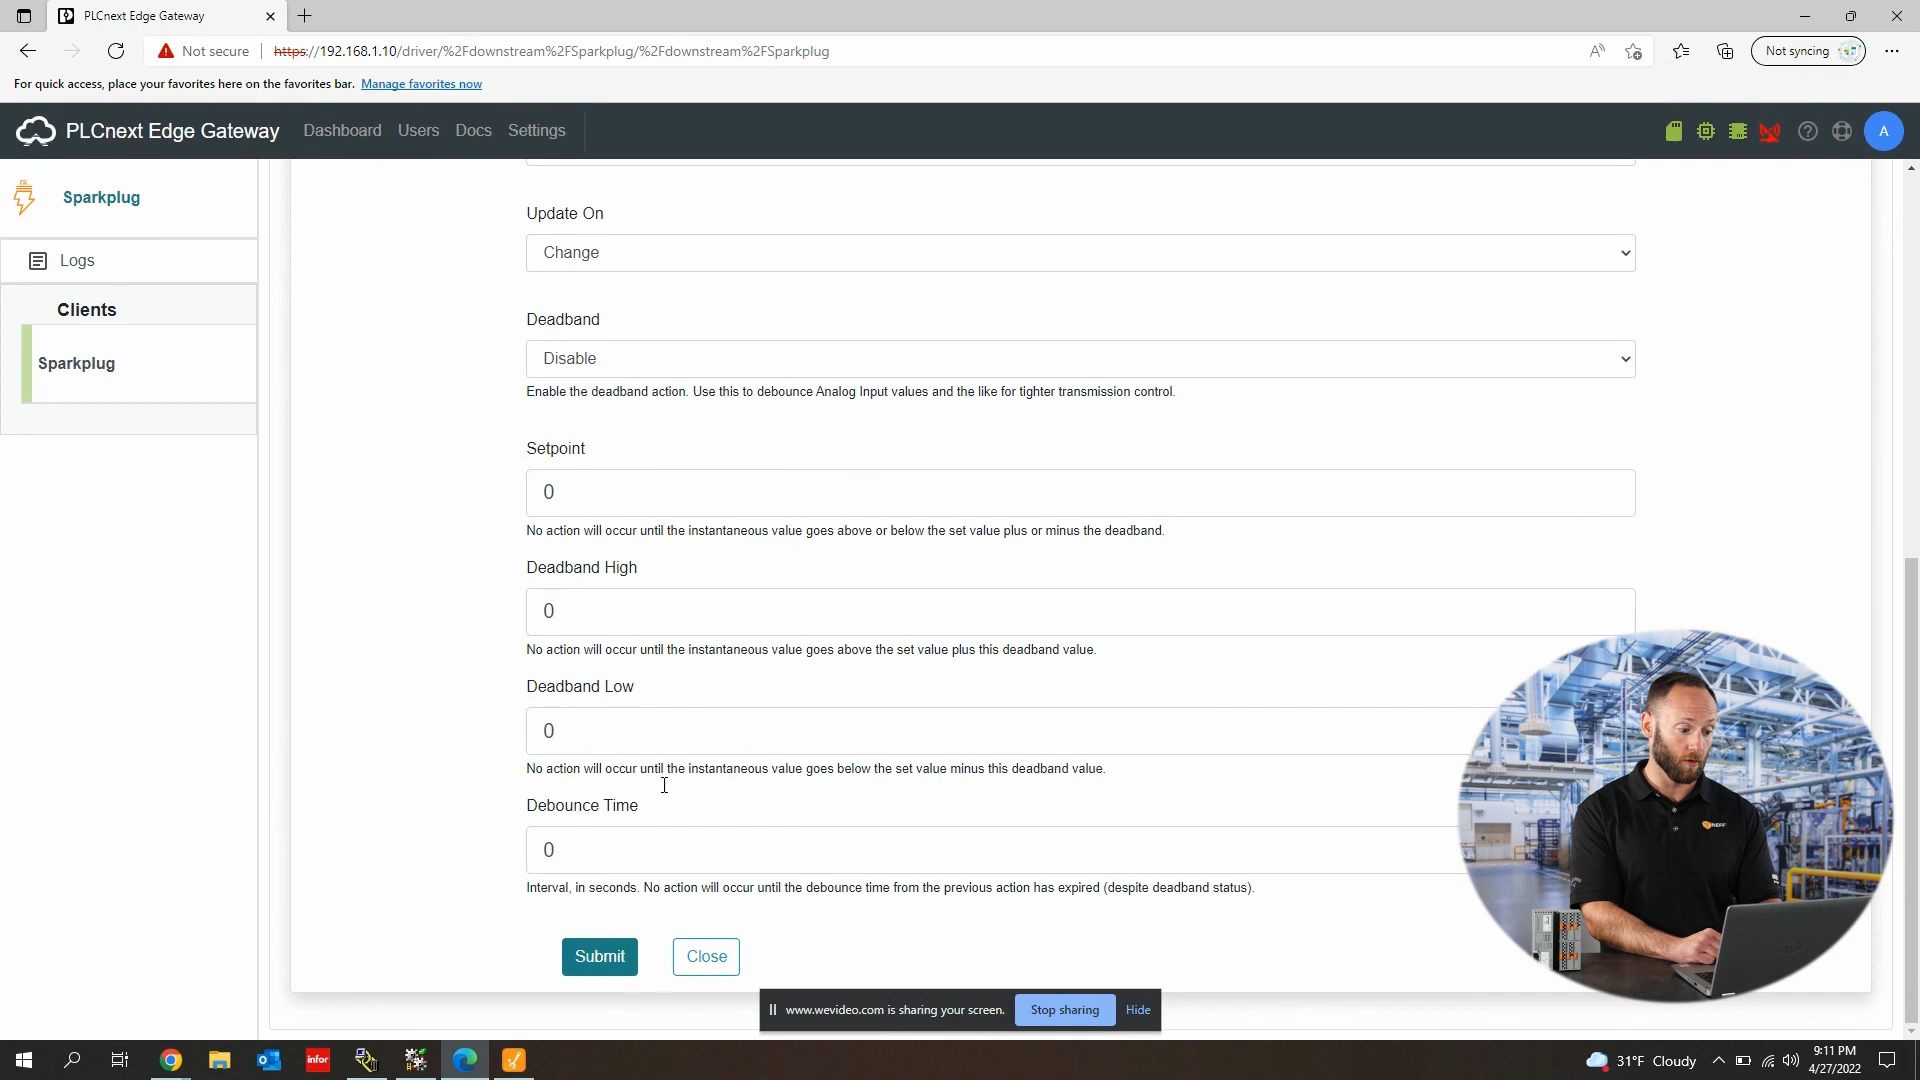 PLCnext Edge Gateway
Not secure
https://192.168.1.10/driver/%2Fdownstream%2FSparkplug/%2Fdownstream%2FSparkplug
Not syncing
For quick access, place your favorites here on the favorites bar. Manage favorites now
PLCnext Edge Gateway
Dashboard
Users
Docs
Settings
A
Sparkplug
Logs
Clients
Sparkplug
Update On
Change
Deadband
Disable
Enable the deadband action. Use this to debounce Analog Input values and the like for tighter transmission control.
Setpoint
0
No action will occur until the instantaneous value goes above or below the set value plus or minus the deadband.
Deadband High
0
No action will occur until the instantaneous value goes above the set value plus this deadband value.
Deadband Low
0
No action will occur until the instantaneous value goes below the set value minus this deadband value.
Debounce Time
0
Interval, in seconds. No action will occur until the debounce time from the previous action has expired (despite deadband status).
Submit
Close
NEFF
www.wevideo.com is sharing your screen.
Stop sharing
Hide
infor
31°F Cloudy
9:11 PM
4/27/2022